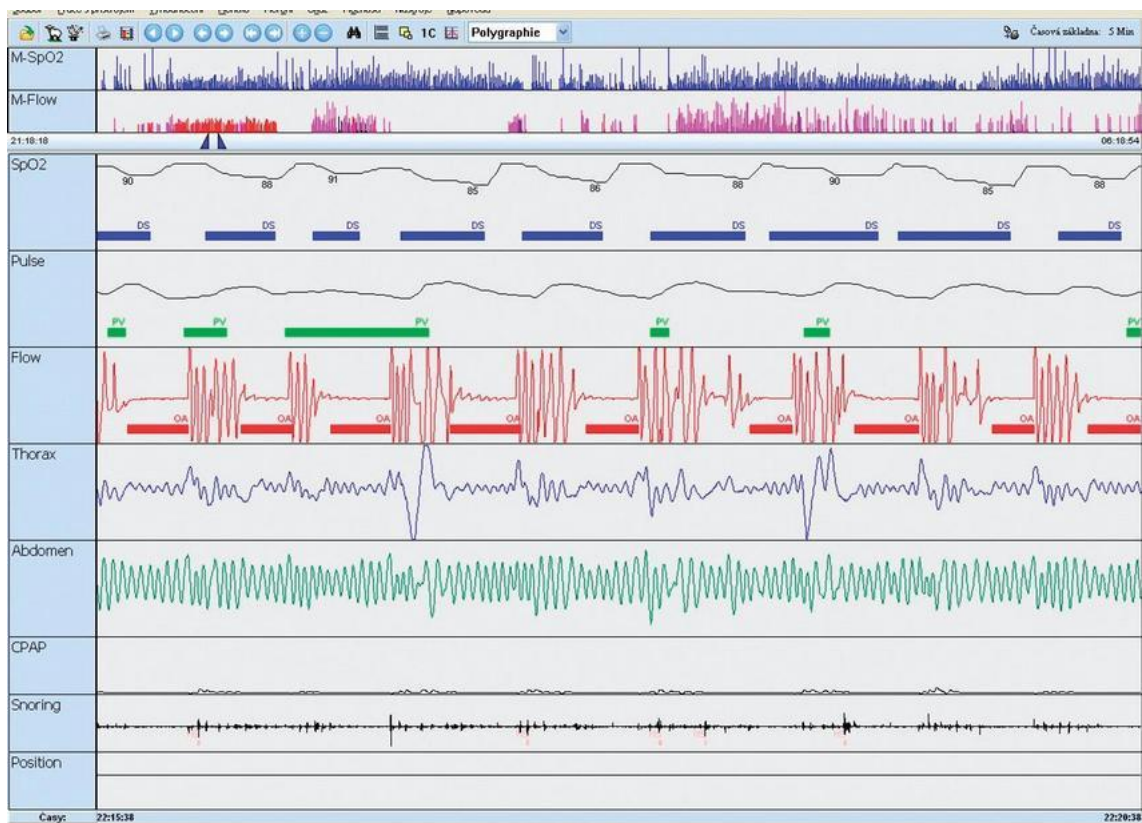 1C Polygraphie Časová základna: 5 Min
M-SpO2
M-Flow
21:18:18 06:18:54
SpO2
90 88 91 85 86 88 90 85 88
DS DS DS DS DS DS DS DS DS
Pulse
PV PV PV PV PV PV
Flow
OA OA OA OA OA OA OA OA OA
Thorax
Abdomen
CPAP
Snoring
Position
Časy: 22:15:38 22:20:38